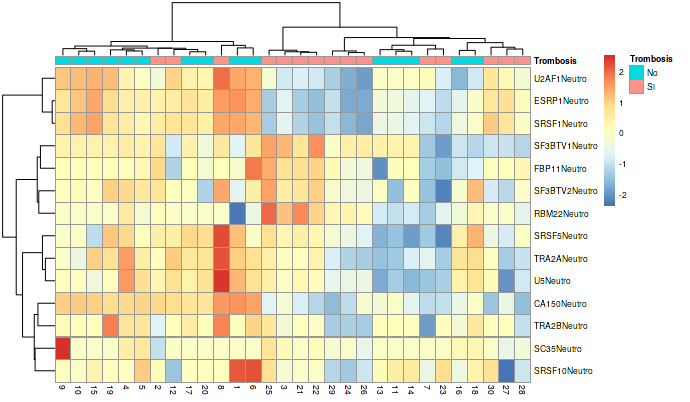 Trombosis
U2AF1Neutro
ESRP1Neutro
SRSF1Neutro
SF3BTV1Neutro
FBP11Neutro
SF3BTV2Neutro
RBM22Neutro
SRSF5Neutro
TRA2ANeutro
U5Neutro
CA150Neutro
TRA2BNeutro
SC35Neutro
SRSF10Neutro
9 10 15 19 4 5 2 12 17 20 8 1 6 25 3 21 22 29 24 26 13 11 14 7 23 16 18 30 27 28
2
1
0
-1
-2
Trombosis
No
SI